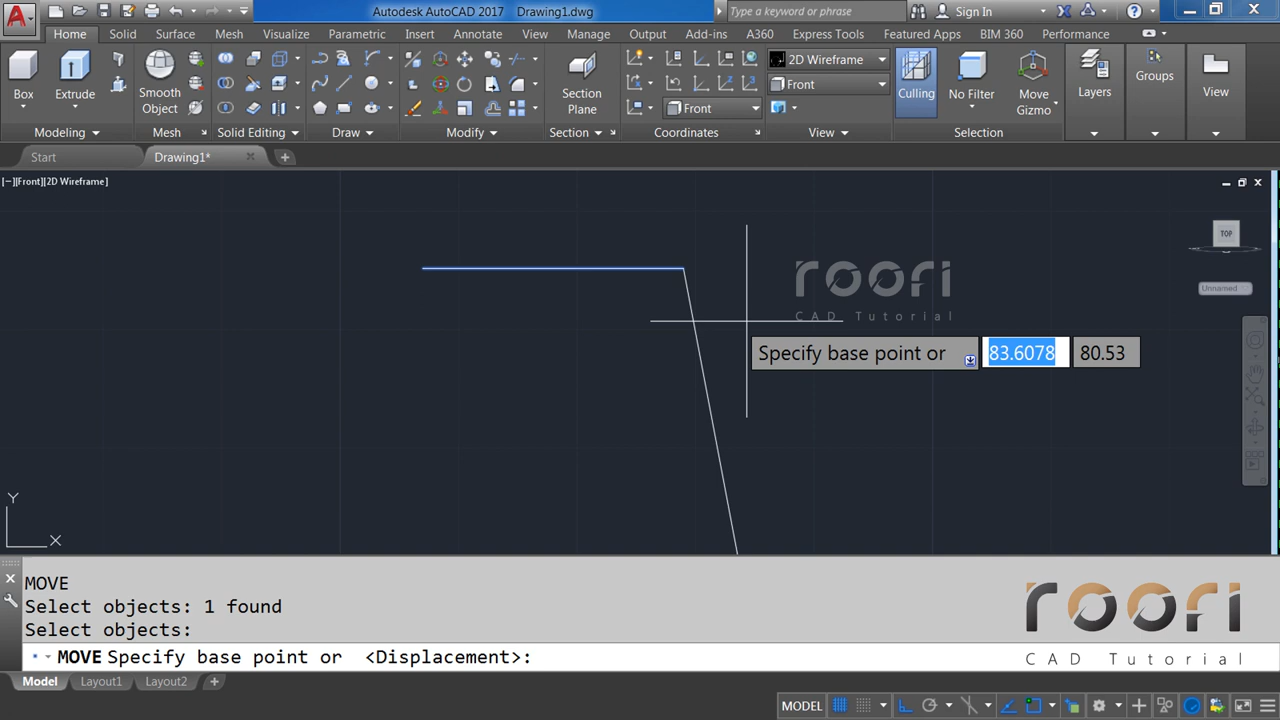 Autodesk AutoCAD 2017 Drawing1.dwg
Type a keyword or phrase
Sign In
Home Solid Surface Mesh Visualize Parametric Insert Annotate View Manage Output Add-ins A360 Express Tools Featured Apps BIM 360 Performance
Box
Extrude
Smooth
Object
Section
Plane
2D Wireframe
Front
Front
Culling
No Filter
Move
Gizmo
Layers
Groups
View
Modeling
Mesh
Solid Editing
Draw
Modify
Section
Coordinates
View
Selection
Start
Drawing1*
[−][Front][2D Wireframe]
TOP
Unnamed
roofi
CAD Tutorial
Specify base point or 83.6078 80.53
Y
X
MOVE
Select objects: 1 found
Select objects:
MOVE Specify base point or <Displacement>:
roofi
CAD Tutorial
Model Layout1 Layout2 +
MODEL